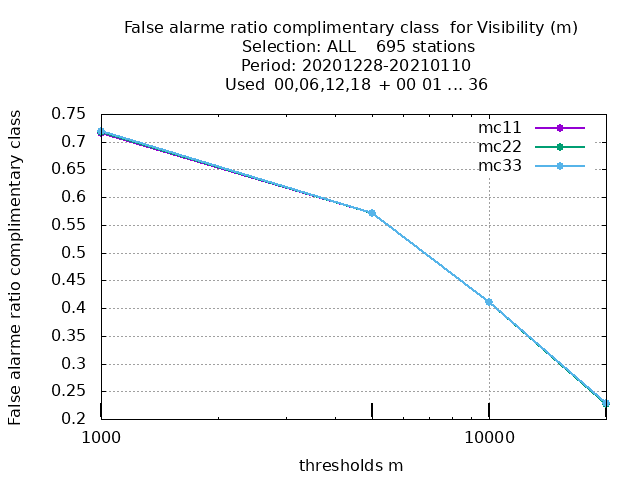 False alarme ratio complimentary class  for Visibility (m)
Selection: ALL    695 stations
Period: 20201228-20210110
Used  00,06,12,18  + 00 01 ... 36
False alarme ratio complimentary class
0.75
0.7
0.65
0.6
0.55
0.5
0.45
0.4
0.35
0.3
0.25
0.2
mc11
mc22
mc33
1000
10000
thresholds m